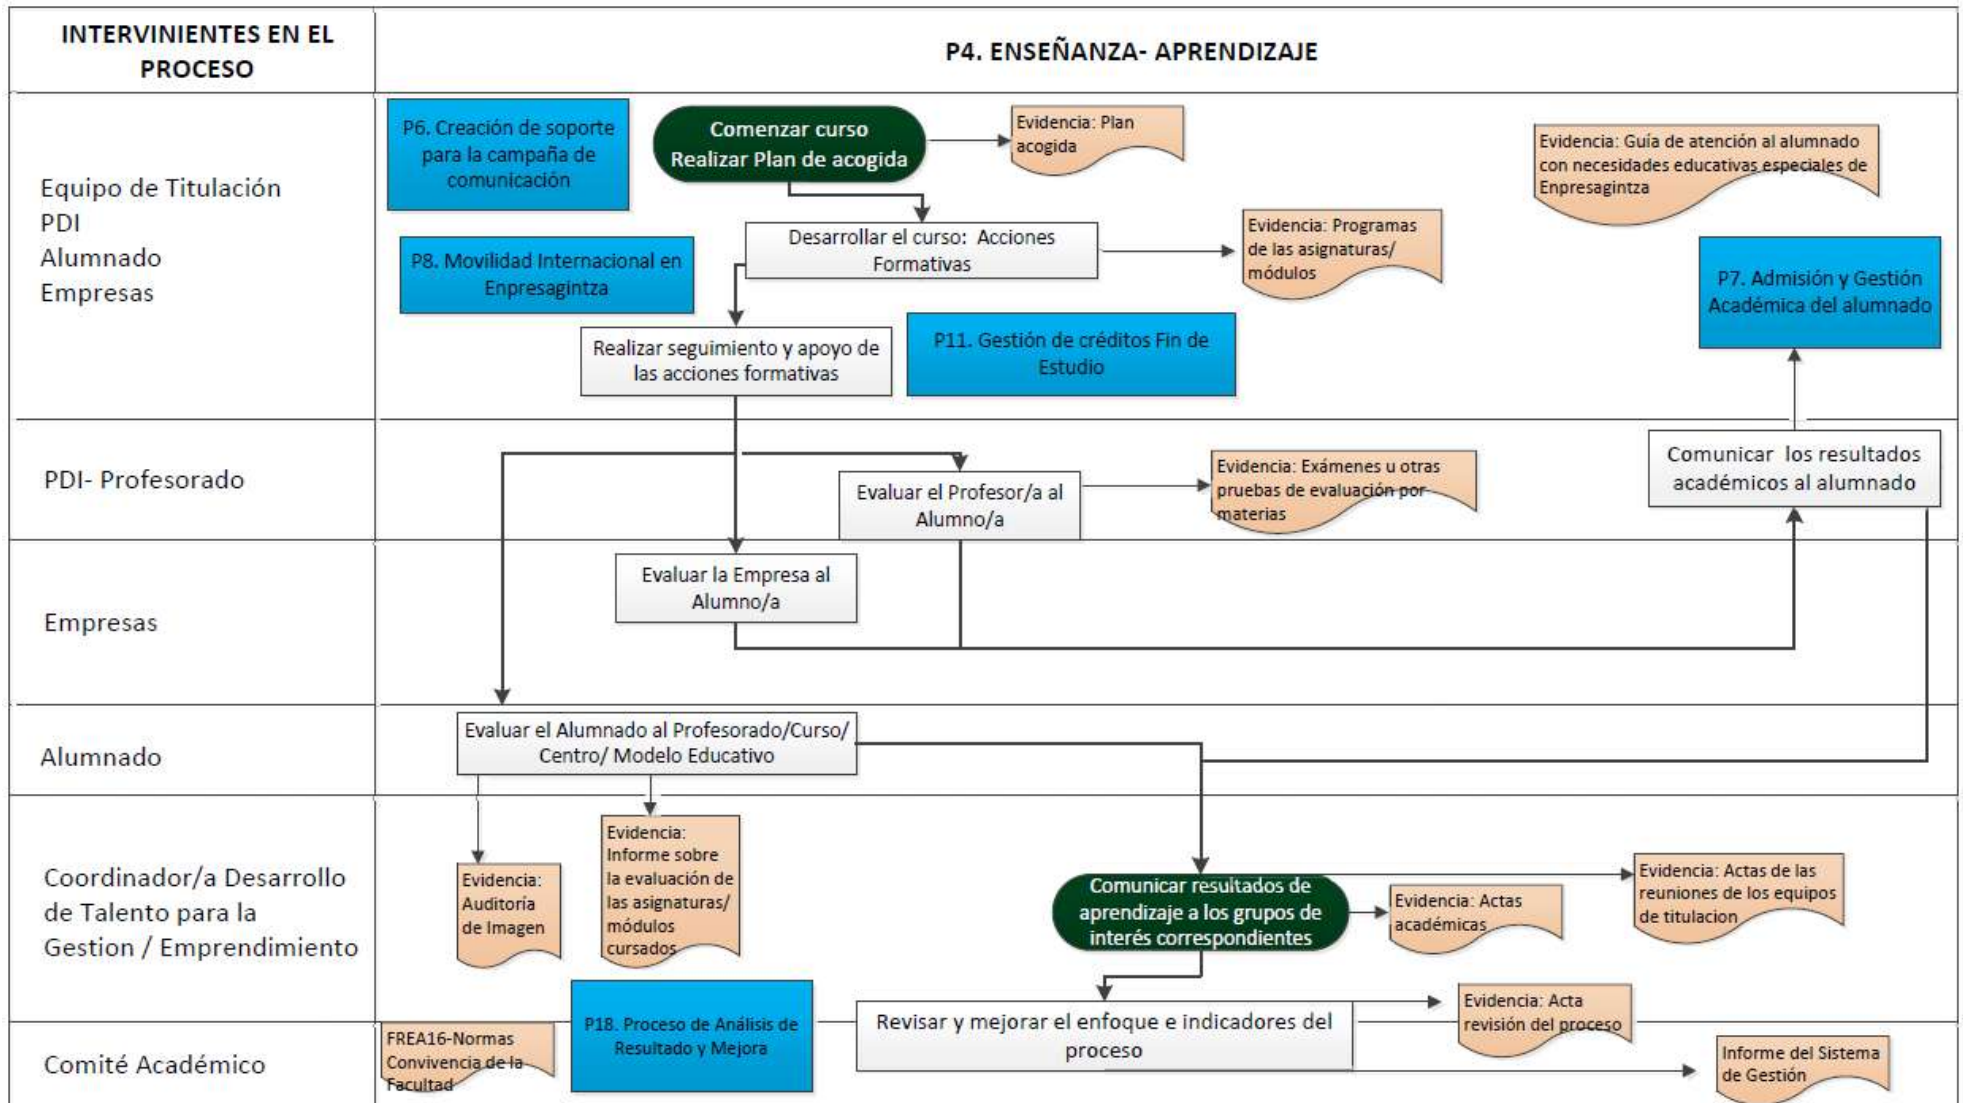 INTERVINIENTES EN EL
PROCESO
P4. ENSEÑANZA- APRENDIZAJE
Equipo de Titulación
PDI
Alumnado
Empresas
P6. Creación de soporte
para la campaña de
comunicación
Comenzar curso
Realizar Plan de acogida
Evidencia: Plan
acogida
Evidencia: Guía de atención al alumnado
con necesidades educativas especiales de
Enpresagintza
P8. Movilidad Internacional en
Enpresagintza
Desarrollar el curso: Acciones
Formativas
Evidencia: Programas
de las asignaturas/
módulos
P7. Admisión y Gestión
Académica del alumnado
Realizar seguimiento y apoyo de
las acciones formativas
P11. Gestión de créditos Fin de
Estudio
PDI- Profesorado
Evaluar el Profesor/a al
Alumno/a
Evidencia: Exámenes u otras
pruebas de evaluación por
materias
Comunicar los resultados
académicos al alumnado
Empresas
Evaluar la Empresa al
Alumno/a
Alumnado
Evaluar el Alumnado al Profesorado/Curso/
Centro/ Modelo Educativo
Coordinador/a Desarrollo
de Talento para la
Gestion / Emprendimiento
Evidencia:
Auditoría
de Imagen
Evidencia:
Informe sobre
la evaluación de
las asignaturas/
módulos
cursados
Comunicar resultados de
aprendizaje a los grupos de
interés correspondientes
Evidencia: Actas
académicas
Evidencia: Actas de las
reuniones de los equipos
de titulacion
Comité Académico
FREA16-Normas
Convivencia de la
Facultad
P18. Proceso de Análisis de
Resultado y Mejora
Revisar y mejorar el enfoque e indicadores del
proceso
Evidencia: Acta
revisión del proceso
Informe del Sistema
de Gestión